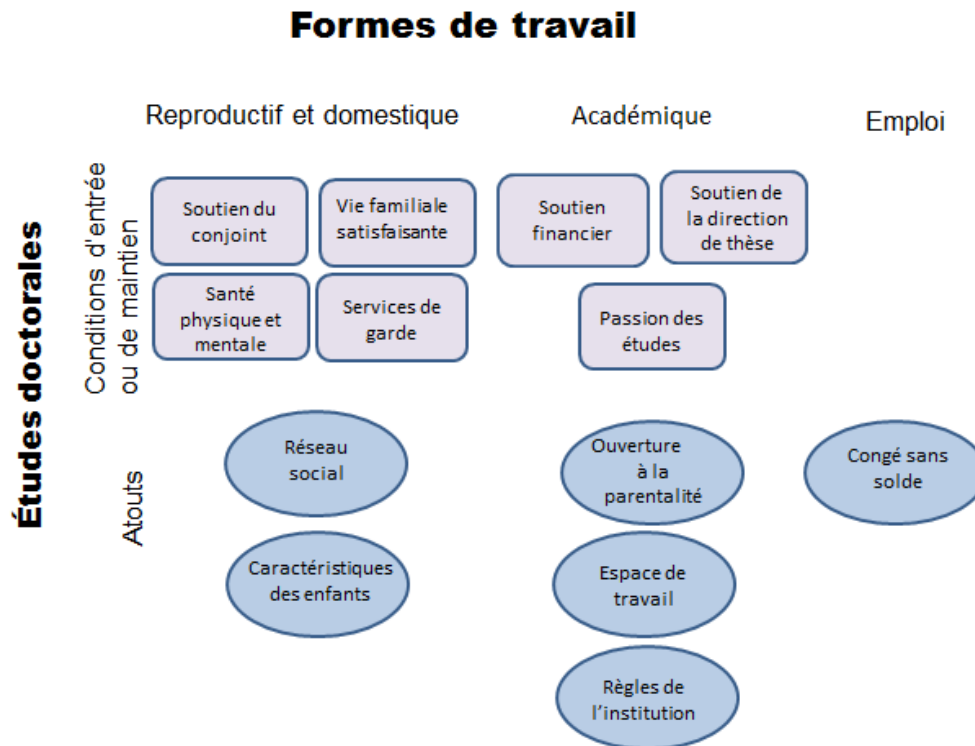 Formes de travail
Reproductif et domestique
Académique
Emploi
Études doctorales
Conditions d'entrée
ou de maintien
Soutien du
conjoint
Vie familiale
satisfaisante
Soutien
financier
Soutien de
la direction
de thèse
Santé
physique et
mentale
Services de
garde
Passion des
études
Atouts
Réseau
social
Ouverture
à la
parentalité
Congé sans
solde
Caractéristiques
des enfants
Espace de
travail
Règles de
l'institution